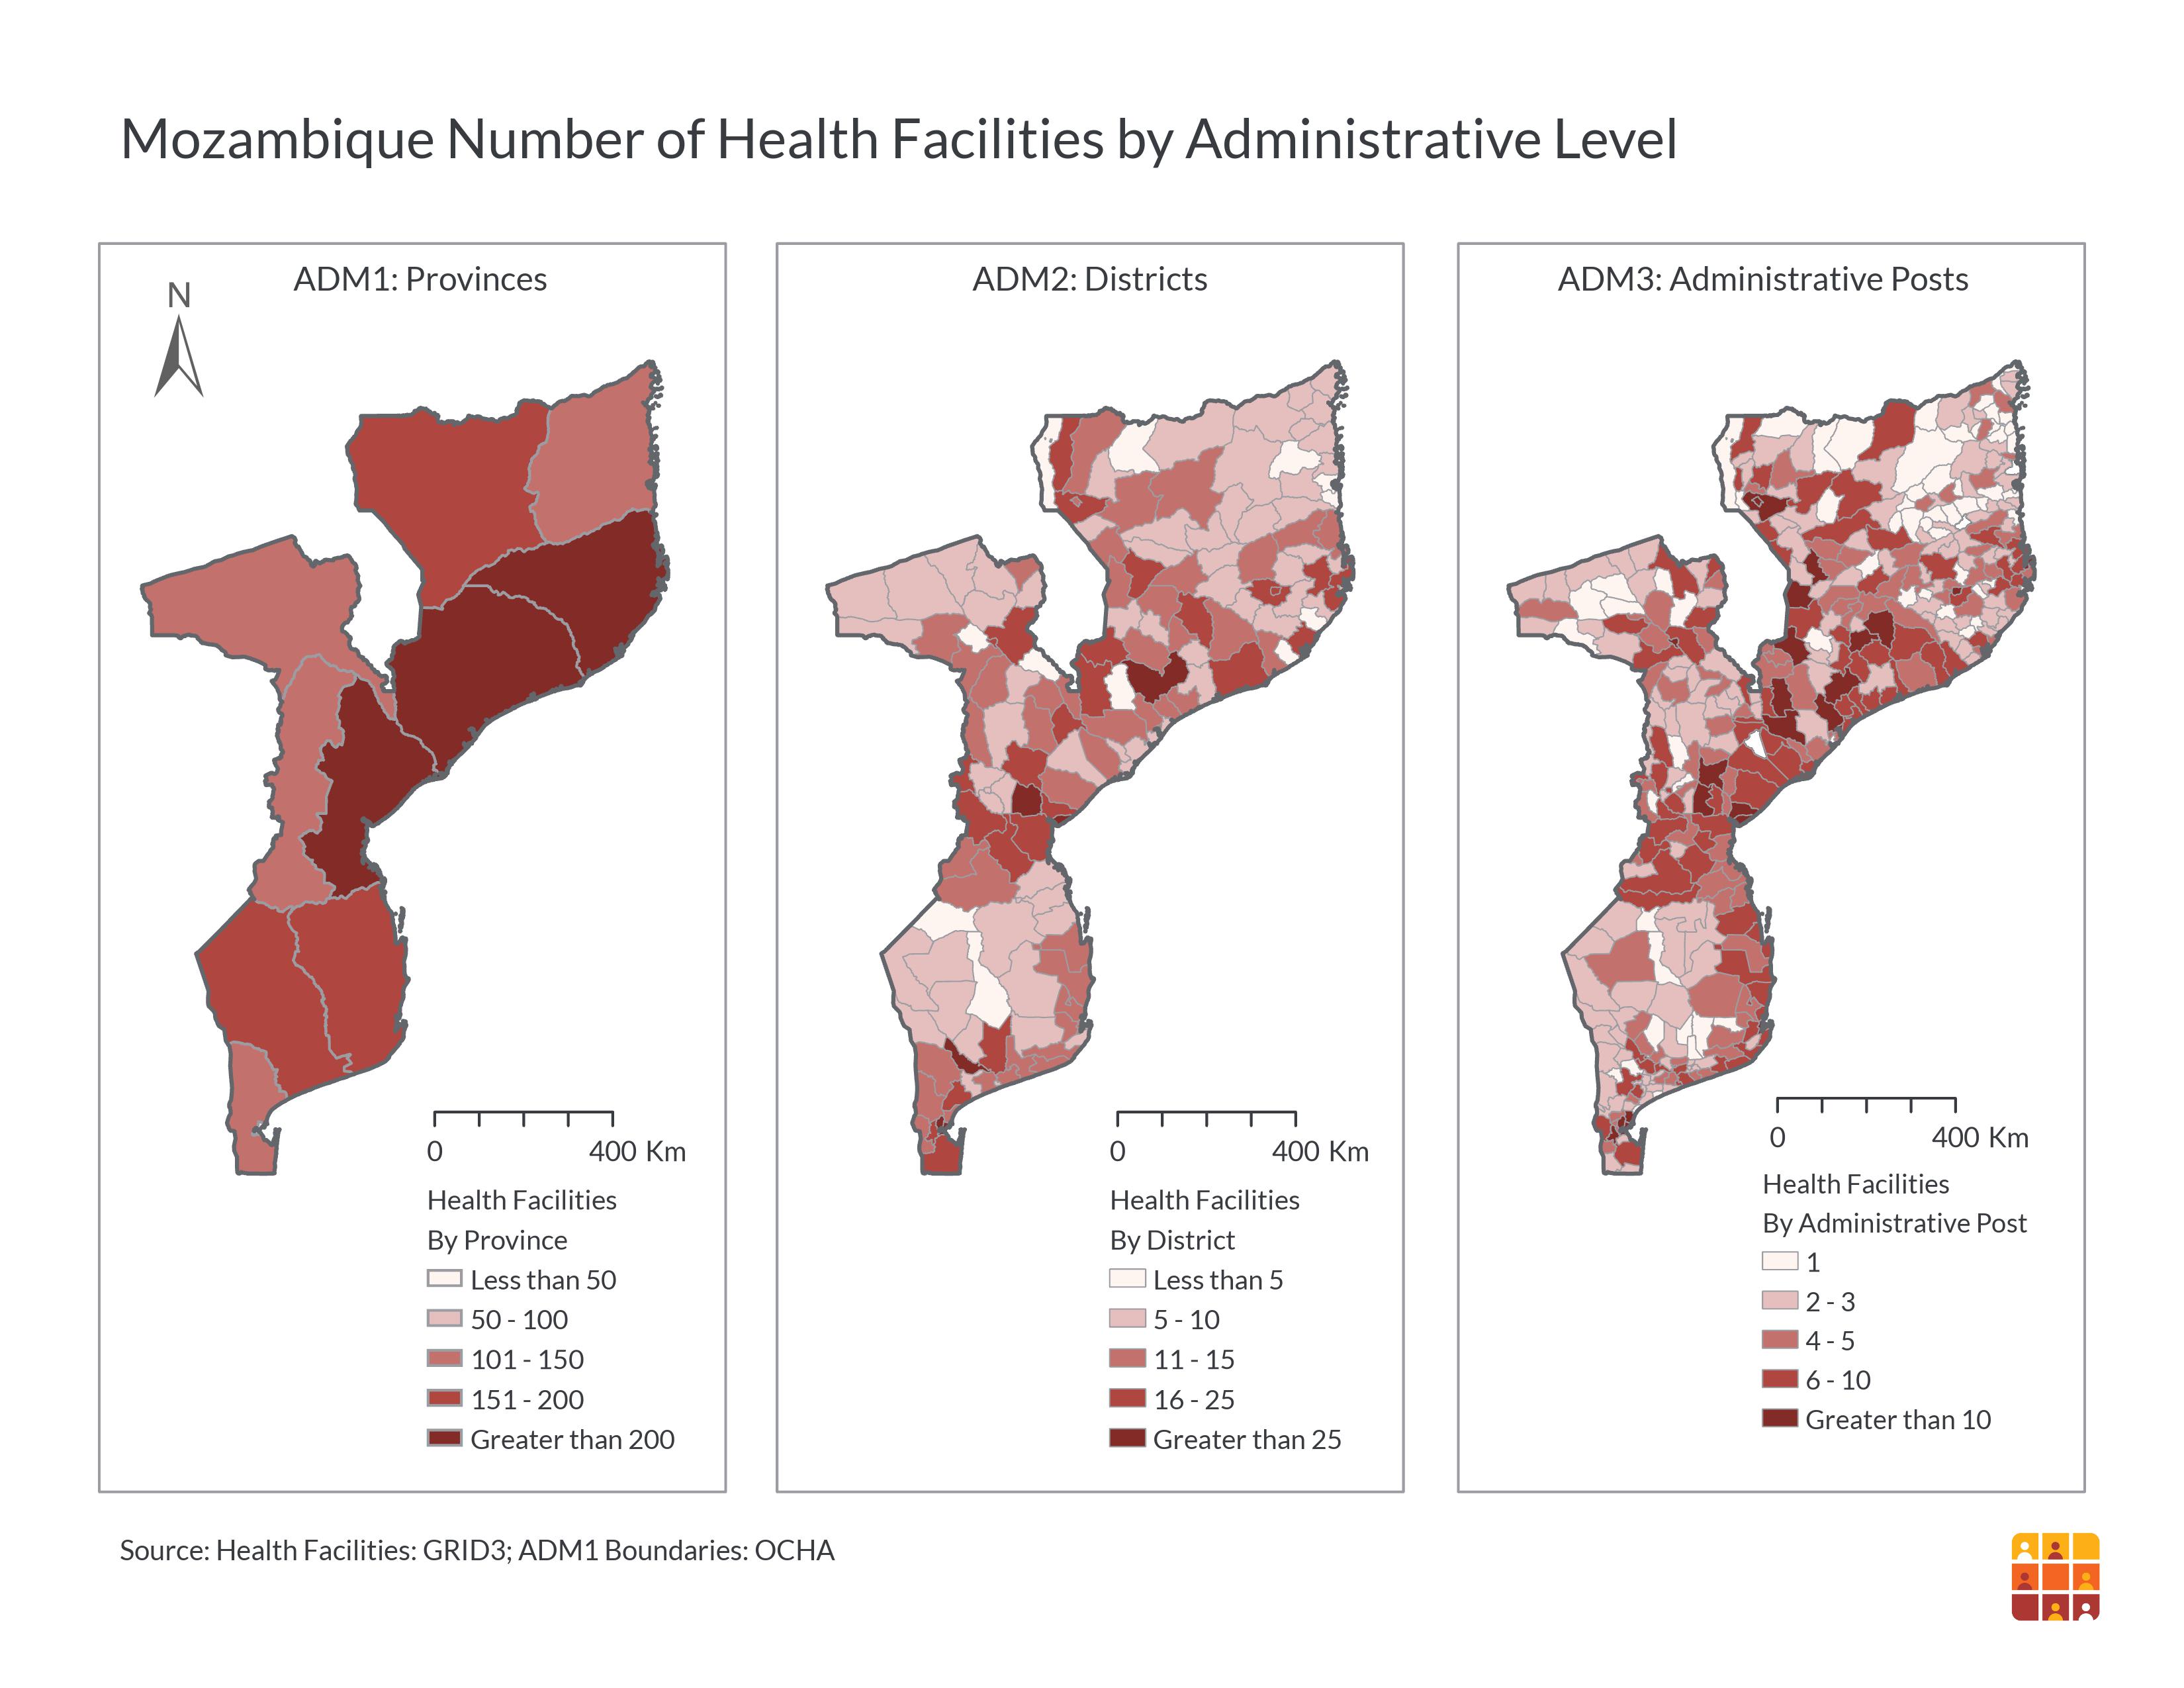 Mozambique Number of Health Facilities by Administrative Level
ADM1: Provinces
N
0
400 Km
Health Facilities
By Province
Less than 50
50 - 100
101 - 150
151 - 200
Greater than 200
ADM2: Districts
0
400 Km
Health Facilities
By District
Less than 5
5 - 10
11 - 15
16 - 25
Greater than 25
ADM3: Administrative Posts
0
400 Km
Health Facilities
By Administrative Post
1
2 - 3
4 - 5
6 - 10
Greater than 10
Source: Health Facilities: GRID3; ADM1 Boundaries: OCHA